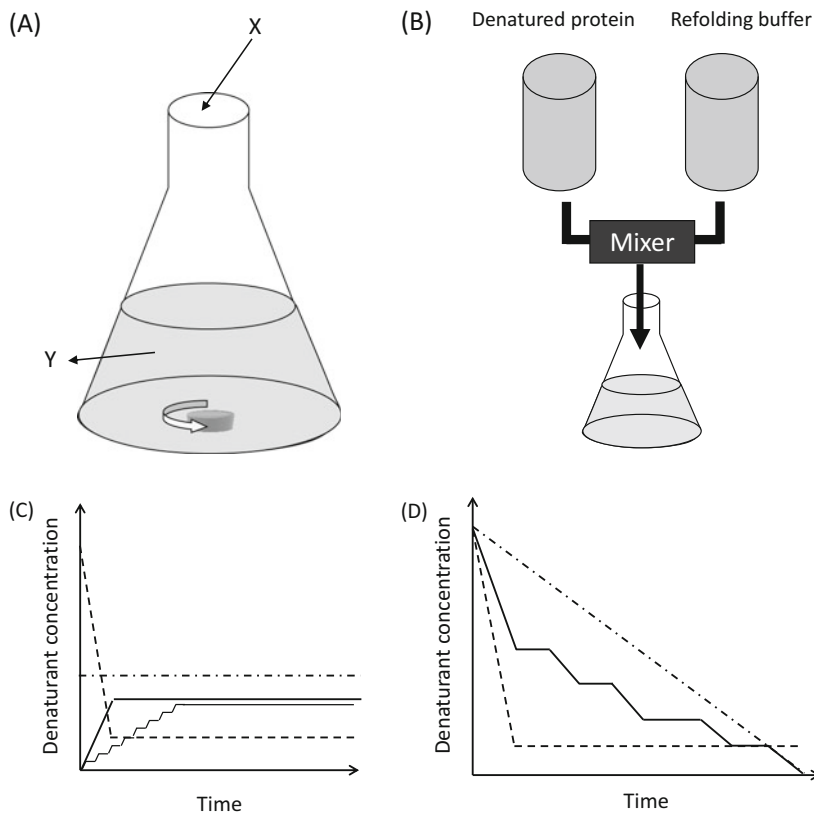 (A)
X
Y
(B)
Denatured protein
Refolding buffer
Mixer
(C)
Denaturant concentration
Time
(D)
Denaturant concentration
Time